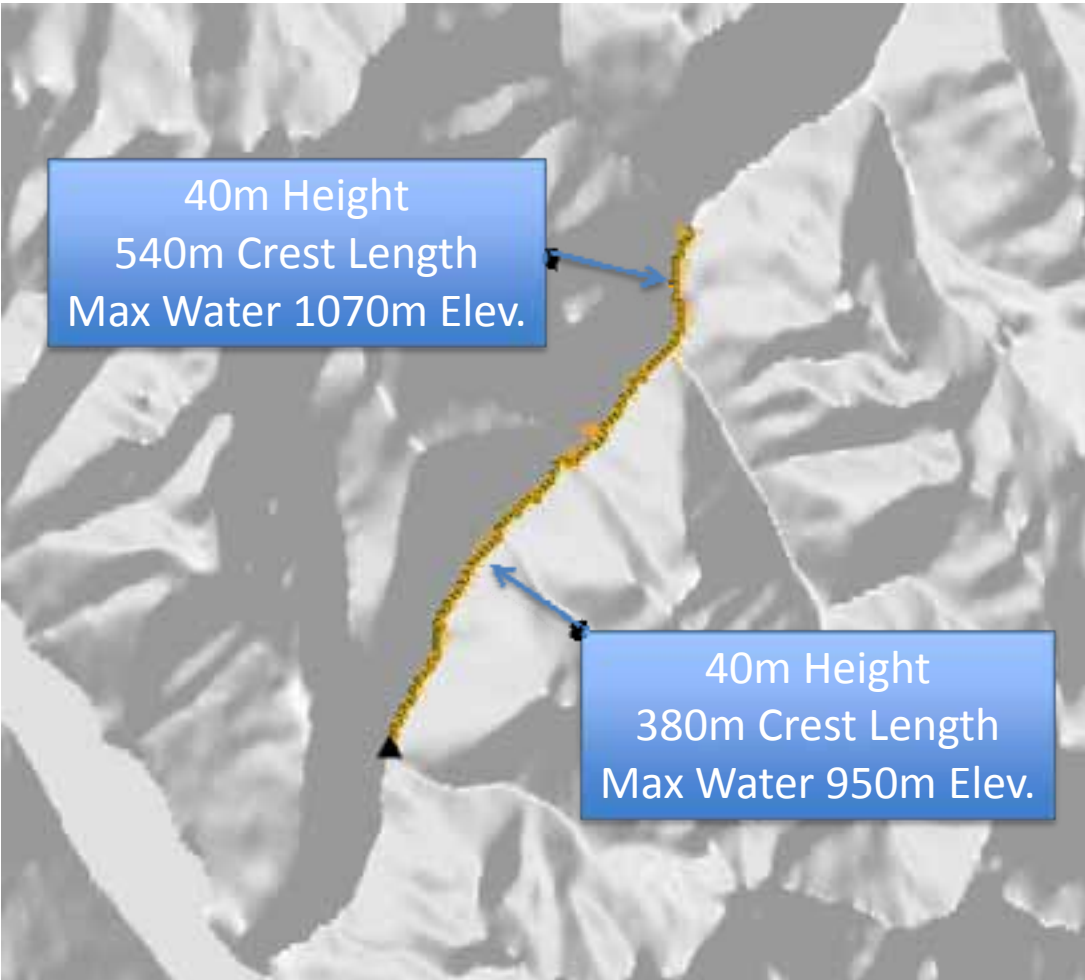 40m Height
540m Crest Length
Max Water 1070m Elev.
40m Height
380m Crest Length
Max Water 950m Elev.